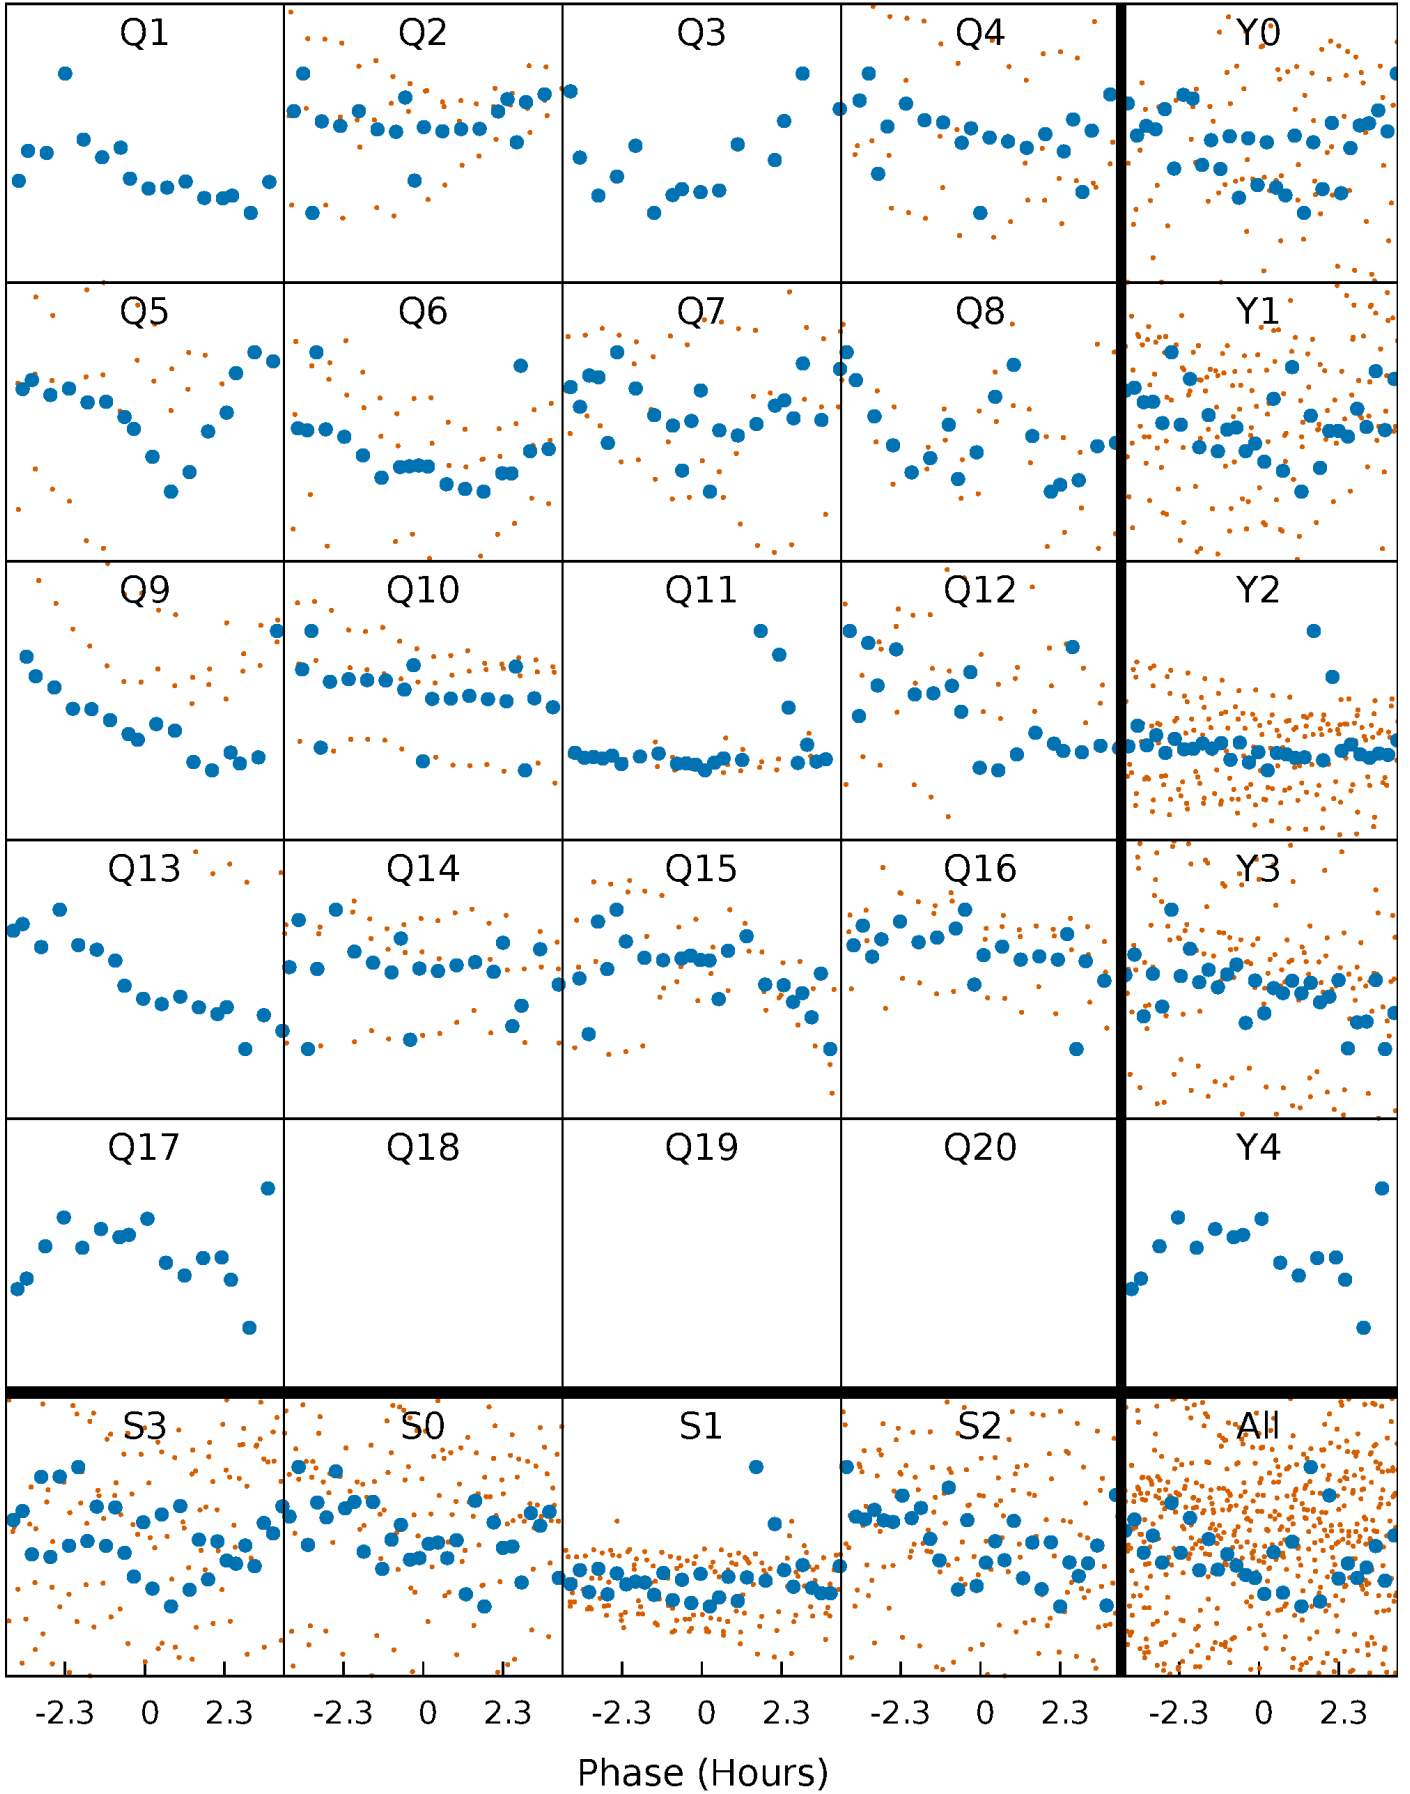 Q1 Q2 Q3 Q4 Y0
Q5 Q6 Q7 Q8 Y1
Q9 Q10 Q11 Q12 Y2
Q13 Q14 Q15 Q16 Y3
Q17 Q18 Q19 Q20 Y4
S3 S0 S1 S2 All
-2.3 0 2.3 -2.3 0 2.3 -2.3 0 2.3 -2.3 0 2.3 -2.3 0 2.3
Phase (Hours)